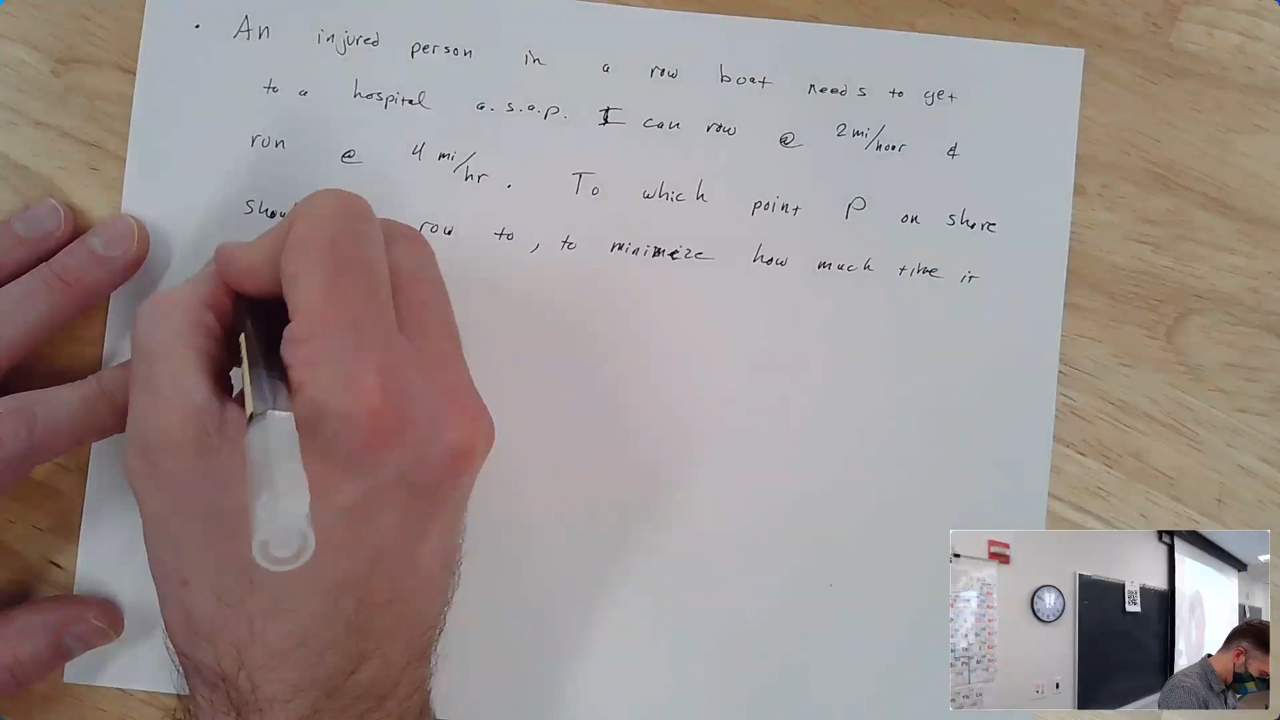 • An injured person in a row boat needs to get
to a hospital a.s.a.p. I can row @ 2 mi/hour &
run @ 4 mi/hr. To which point P on shore
row to, to minimize how much time it